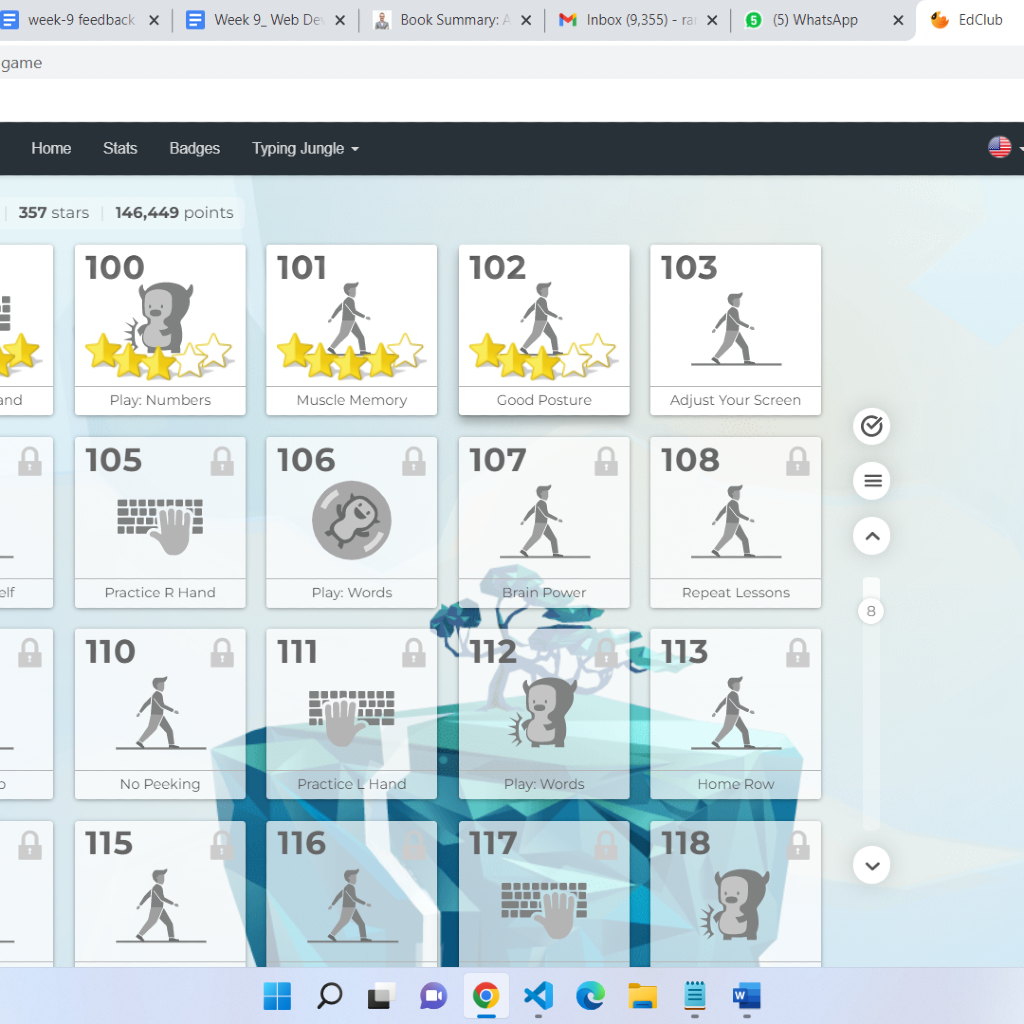 week-9 feedback
Week 9_ Web Dev
Book Summary: A
Inbox (9,355) - ra
5
(5) WhatsApp
EdClub
game
Home
Stats
Badges
Typing Jungle
357 stars
146,449 points
and
100
Play: Numbers
101
Muscle Memory
102
Good Posture
103
Adjust Your Screen
elf
105
Practice R Hand
106
Play: Words
107
Brain Power
108
Repeat Lessons
8
110
No Peeking
111
Practice L Hand
112
Play: Words
113
Home Row
115
116
117
118
W